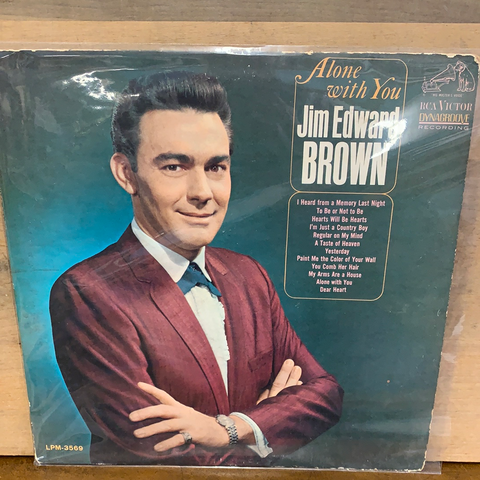 Alone
with You
Jim Edward
BROWN
I Heard from a Memory Last Night
To Be or Not to Be
Hearts Will Be Hearts
I'm Just a Country Boy
Regular on My Mind
A Taste of Heaven
Yesterday
Paint Me the Color of Your Wall
You Comb Her Hair
My Arms Are a House
Alone with You
Dear Heart
RCA VICTOR
DYNAGROOVE
RECORDING
LPM-3569